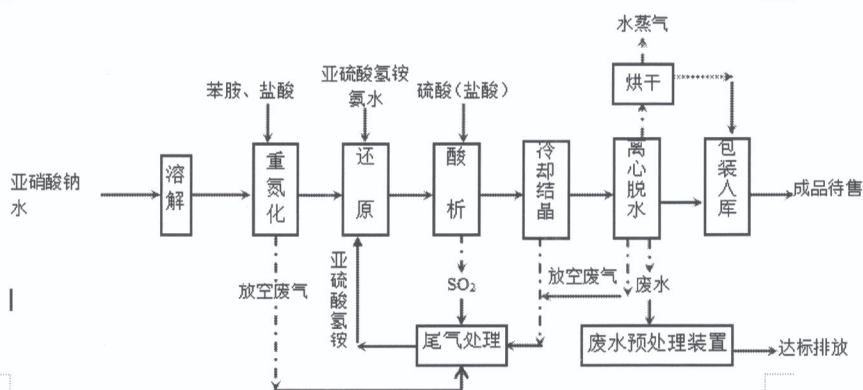 水蒸气
烘干
苯胺、盐酸
亚硫酸氢铵
氨水
硫酸（盐酸）
亚硝酸钠
水
溶解
重氮化
还原
酸析
冷却结晶
离心脱水
包装入库
成品待售
放空废气
亚硫酸氢铵
SO₂
放空废气
废水
尾气处理
废水预处理装置
达标排放